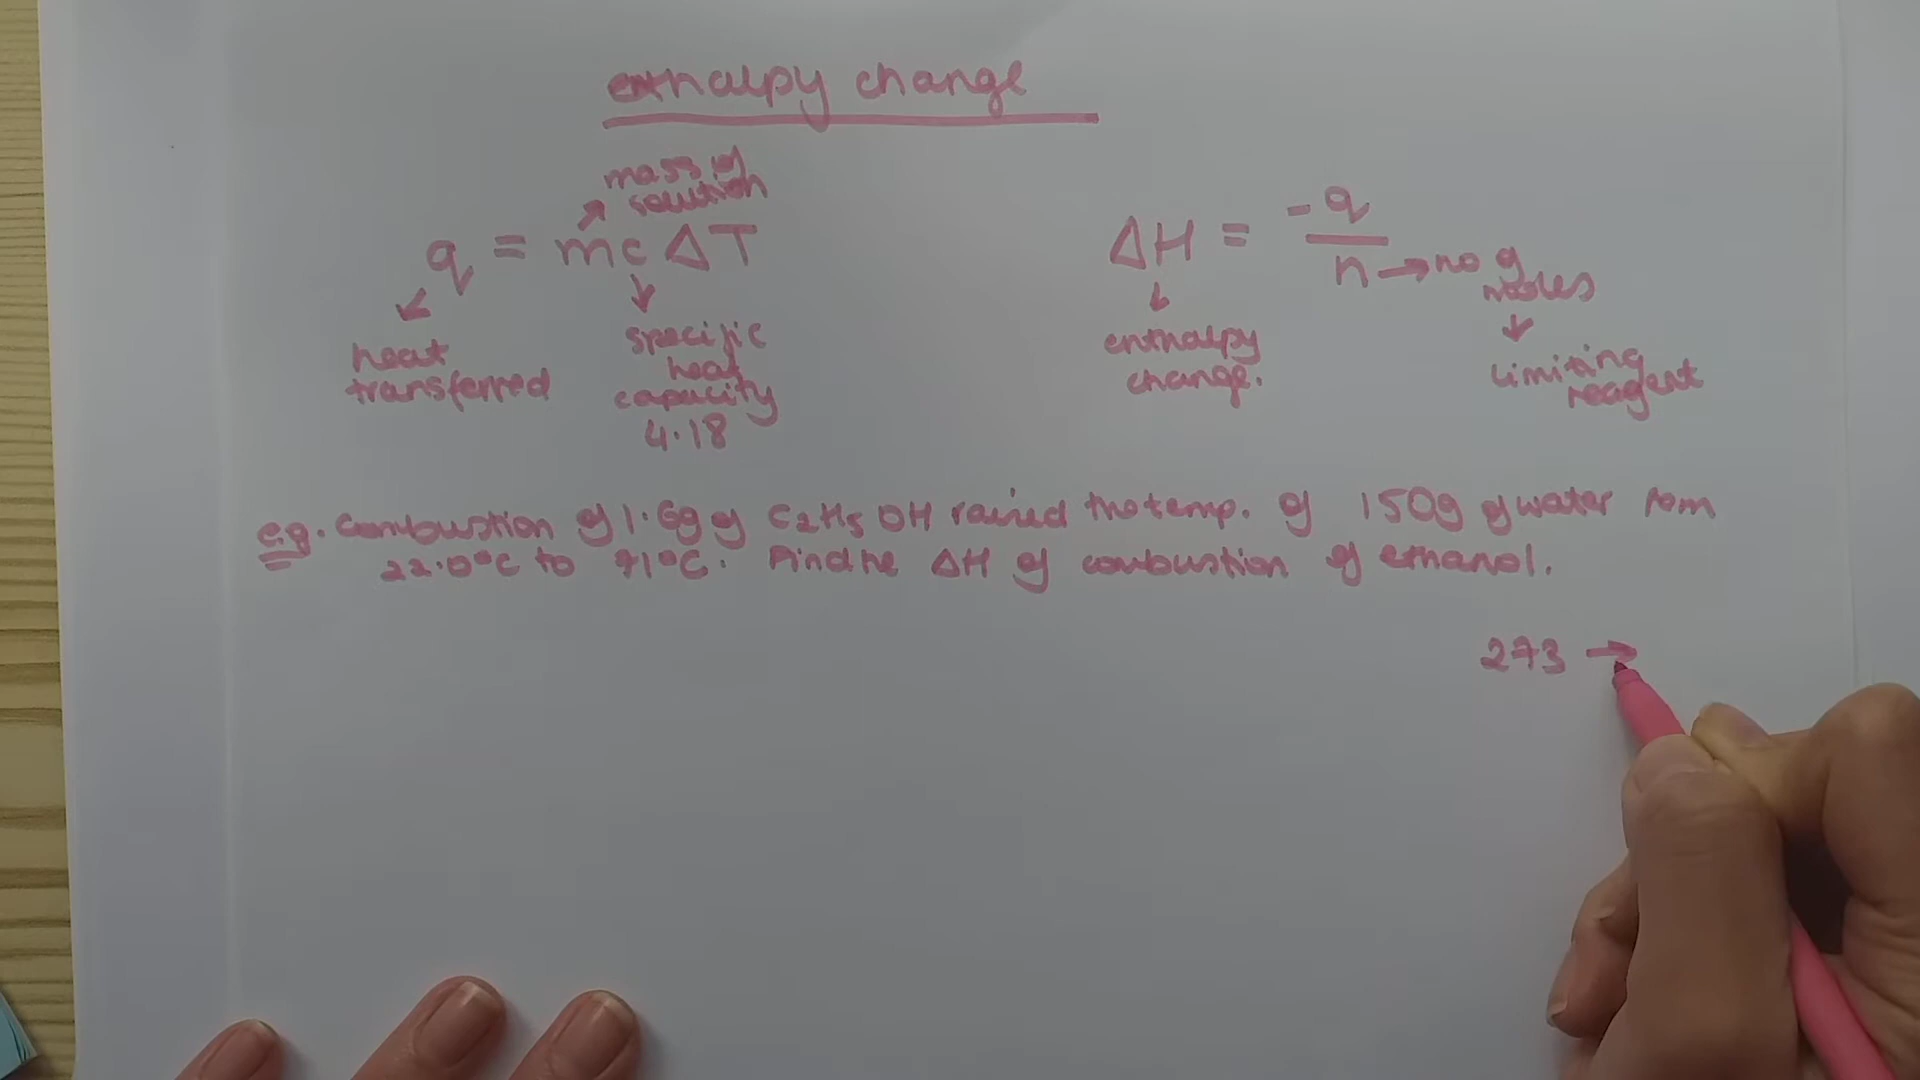 enthalpy change
mass of
solution
q = mc ΔT
heat
transferred
specific
heat
capacity
4.18
ΔH = -q
n → no of
moles
enthalpy
change.
limiting
reagent
e.g. Combustion of 1.6g of C2H5OH raised the temp. of 150g of water from
22.0°C to 71°C. Find the ΔH of combustion of ethanol.
273 →